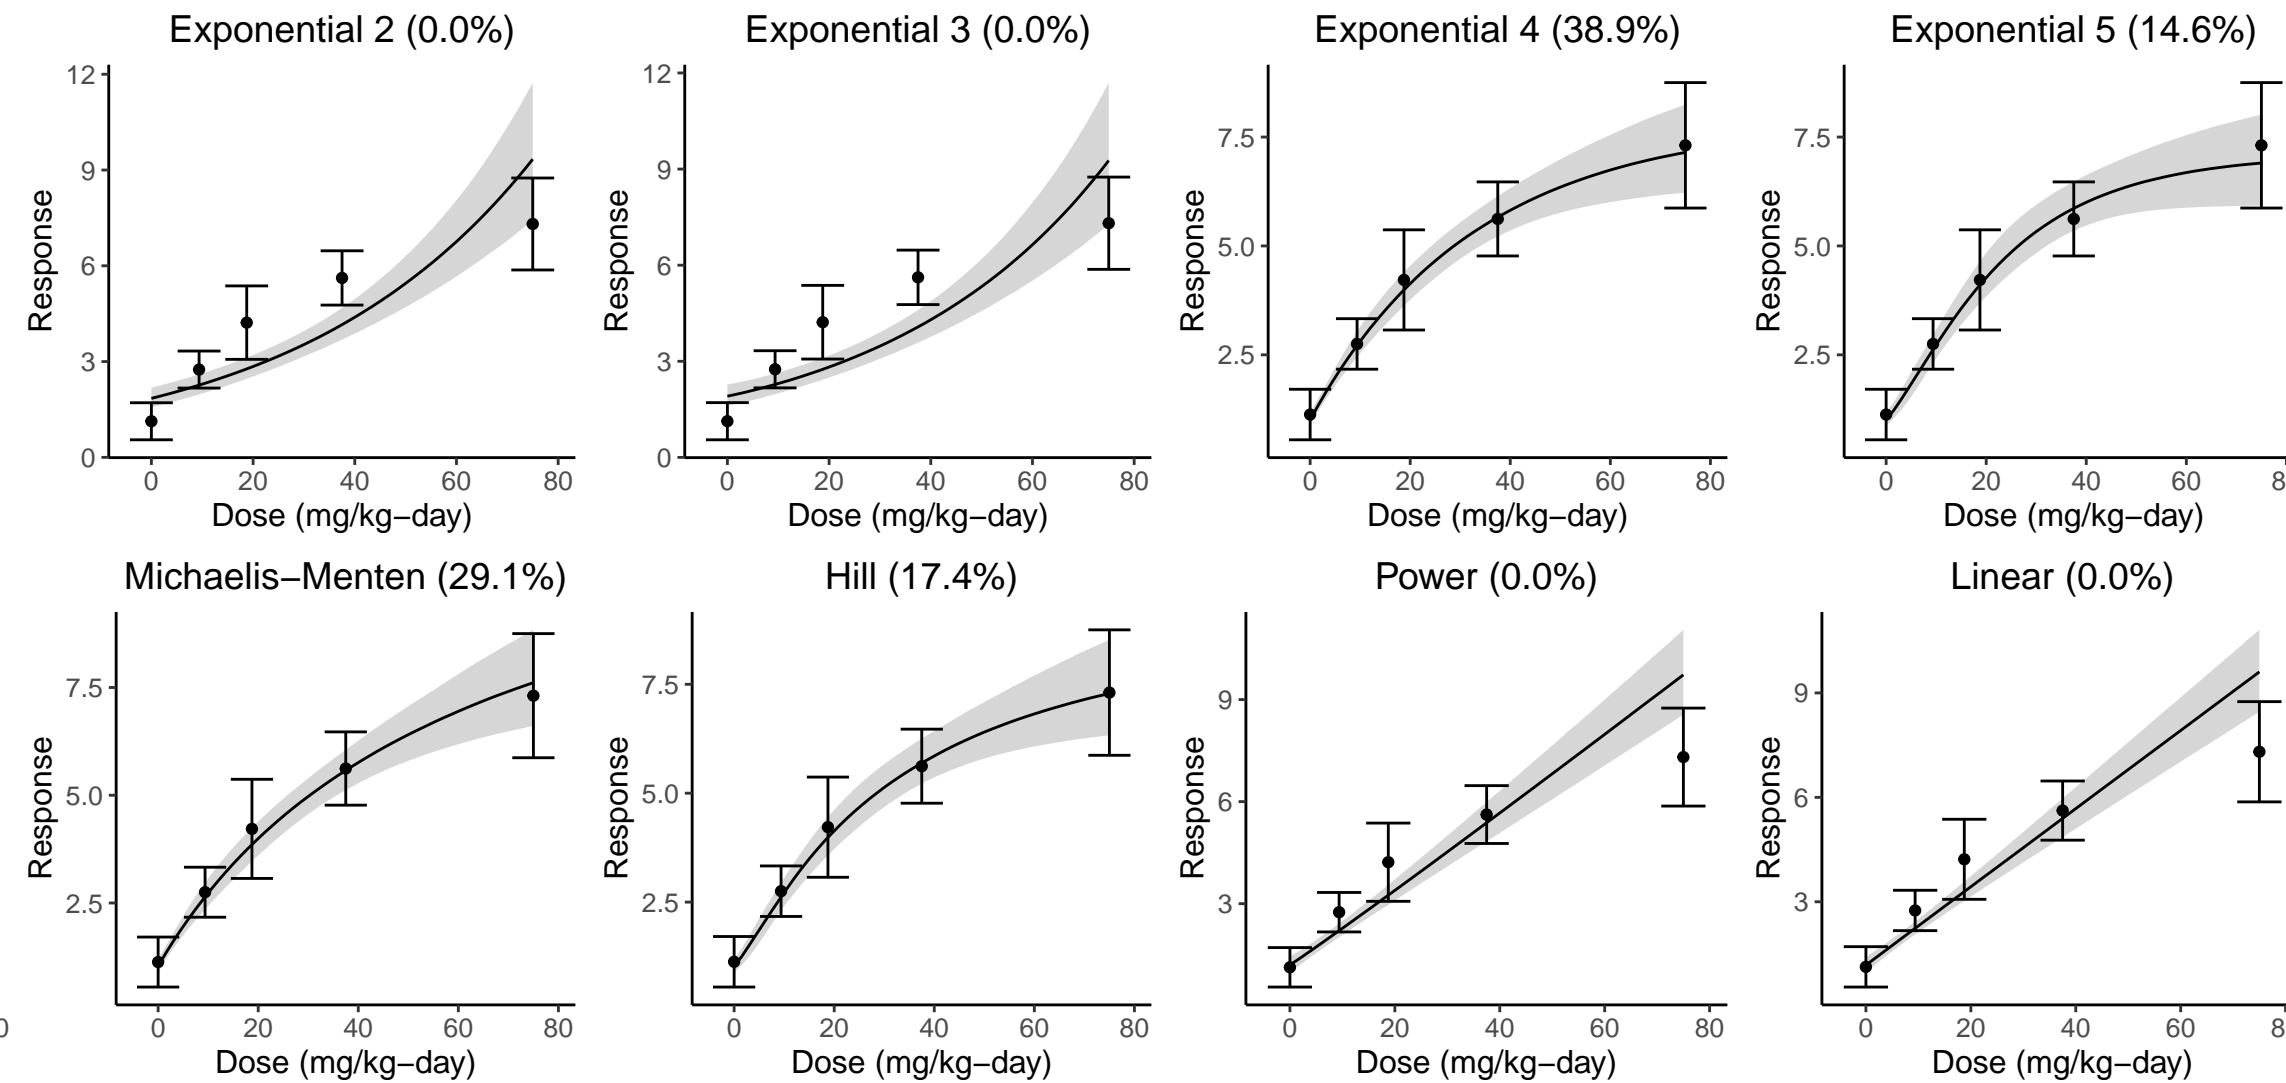 Exponential 2 (0.0%)
12
9
6
3
0
Response
0 20 40 60 80
Dose (mg/kg−day)
Exponential 3 (0.0%)
12
9
6
3
0
Response
0 20 40 60 80
Dose (mg/kg−day)
Exponential 4 (38.9%)
7.5
5.0
2.5
Response
0 20 40 60 80
Dose (mg/kg−day)
Exponential 5 (14.6%)
7.5
5.0
2.5
Response
0 20 40 60 8
Dose (mg/kg−day)
Michaelis−Menten (29.1%)
7.5
5.0
2.5
Response
0 20 40 60 80
Dose (mg/kg−day)
Hill (17.4%)
7.5
5.0
2.5
Response
0 20 40 60 80
Dose (mg/kg−day)
Power (0.0%)
9
6
3
Response
0 20 40 60 80
Dose (mg/kg−day)
Linear (0.0%)
9
6
3
Response
0 20 40 60 8
Dose (mg/kg−day)